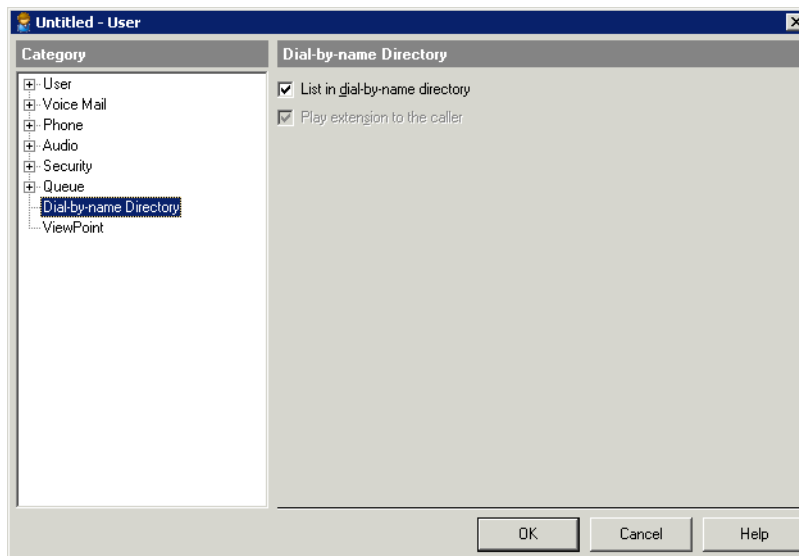 Untitled - User
Category
User
Voice Mail
Phone
Audio
Security
Queue
Dial-by-name Directory
ViewPoint
Dial-by-name Directory
List in dial-by-name directory
Play extension to the caller
OK Cancel Help